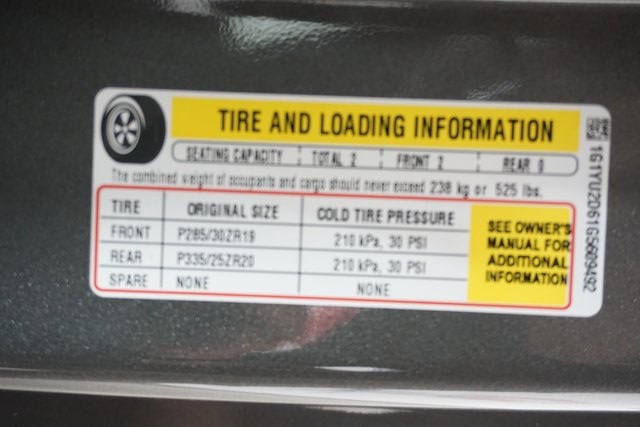 TIRE AND LOADING INFORMATION
SEATING CAPACITY TOTAL 2 FRONT 2 REAR 0
The combined weight of occupants and cargo should never exceed 238 kg or 525 lbs.
TIRE ORIGINAL SIZE COLD TIRE PRESSURE
FRONT P285/30ZR19 210 kPa, 30 PSI
REAR P335/25ZR20 210 kPa, 30 PSI
SPARE NONE NONE
SEE OWNER'S
MANUAL FOR
ADDITIONAL
INFORMATION
1G1YU2D61G5609492